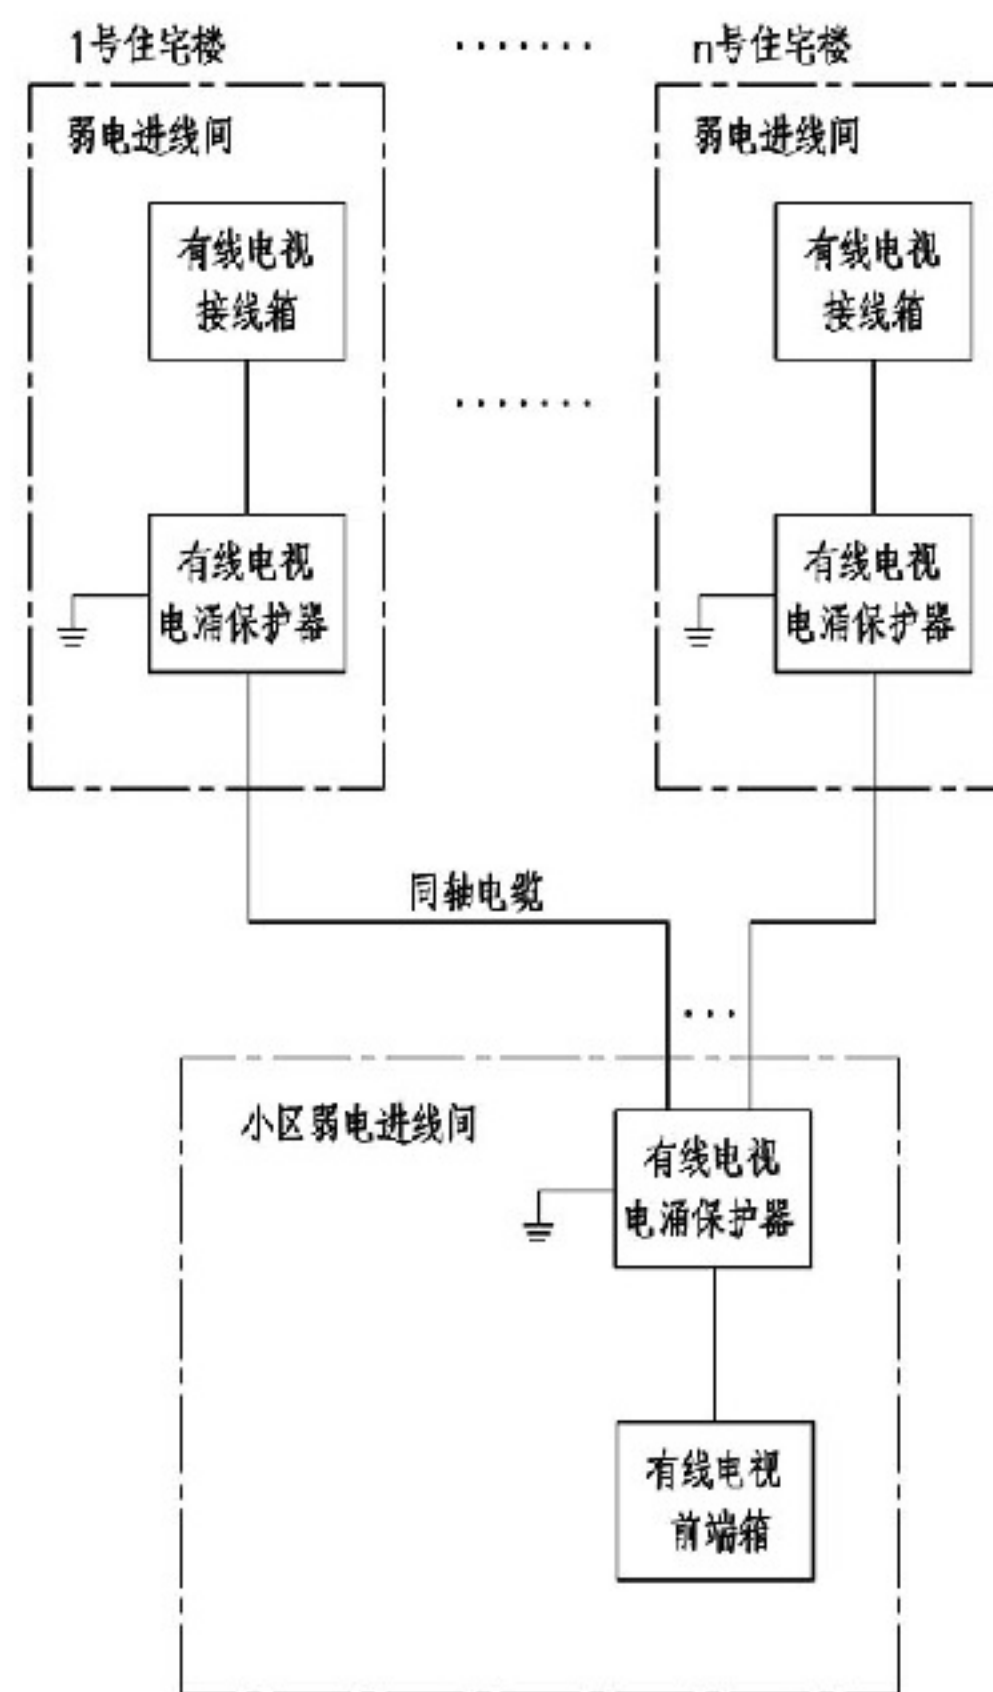 1号住宅楼
·······
n号住宅楼
弱电进线间
弱电进线间
有线电视
接线箱
有线电视
接线箱
·······
有线电视
电涌保护器
有线电视
电涌保护器
同轴电缆
···
小区弱电进线间
有线电视
电涌保护器
有线电视
前端箱